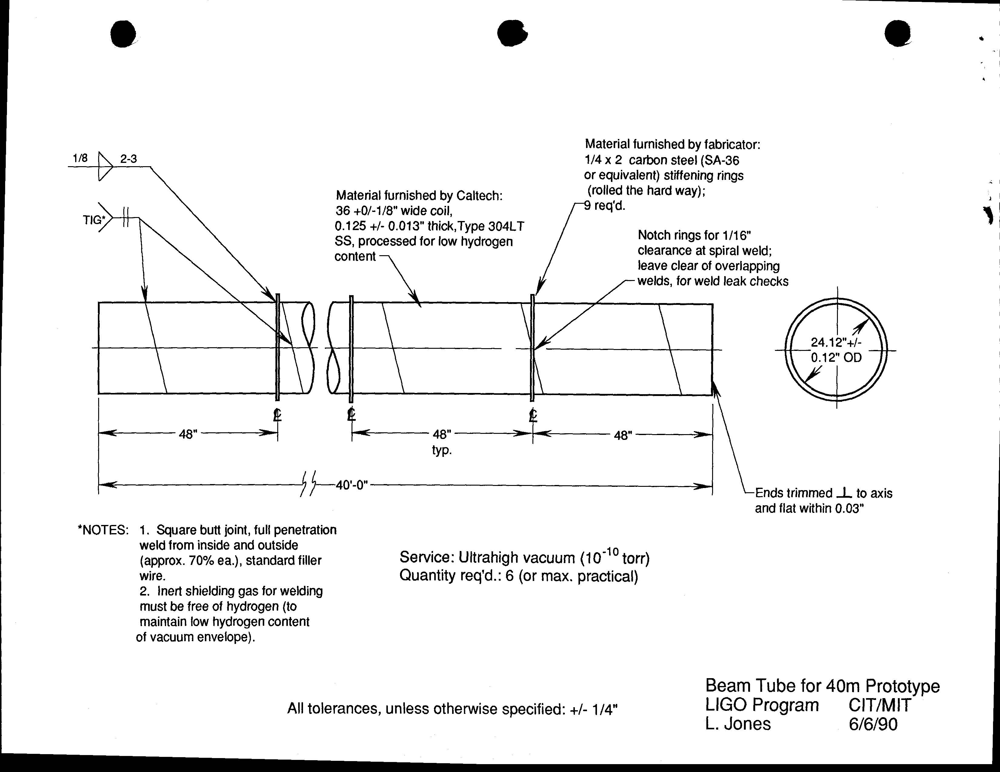 Material furnished by fabricator:
1/4 x 2 carbon steel (SA-36
or equivalent) stiffening rings
(rolled the hard way);
9 req'd.
1/8 2-3
TIG*
Material furnished by Caltech:
36 +0/-1/8" wide coil,
0.125 +/- 0.013" thick,Type 304LT
SS, processed for low hydrogen
content
Notch rings for 1/16"
clearance at spiral weld;
leave clear of overlapping
welds, for weld leak checks
24.12"+/-
0.12" OD
℄ ℄ ℄
48" 48" 48"
typ.
40'-0"
Ends trimmed ⊥ to axis
and flat within 0.03"
*NOTES: 1. Square butt joint, full penetration
weld from inside and outside
(approx. 70% ea.), standard filler
wire.
2. Inert shielding gas for welding
must be free of hydrogen (to
maintain low hydrogen content
of vacuum envelope).
Service: Ultrahigh vacuum (10⁻¹⁰ torr)
Quantity req'd.: 6 (or max. practical)
All tolerances, unless otherwise specified: +/- 1/4"
Beam Tube for 40m Prototype
LIGO Program CIT/MIT
L. Jones 6/6/90